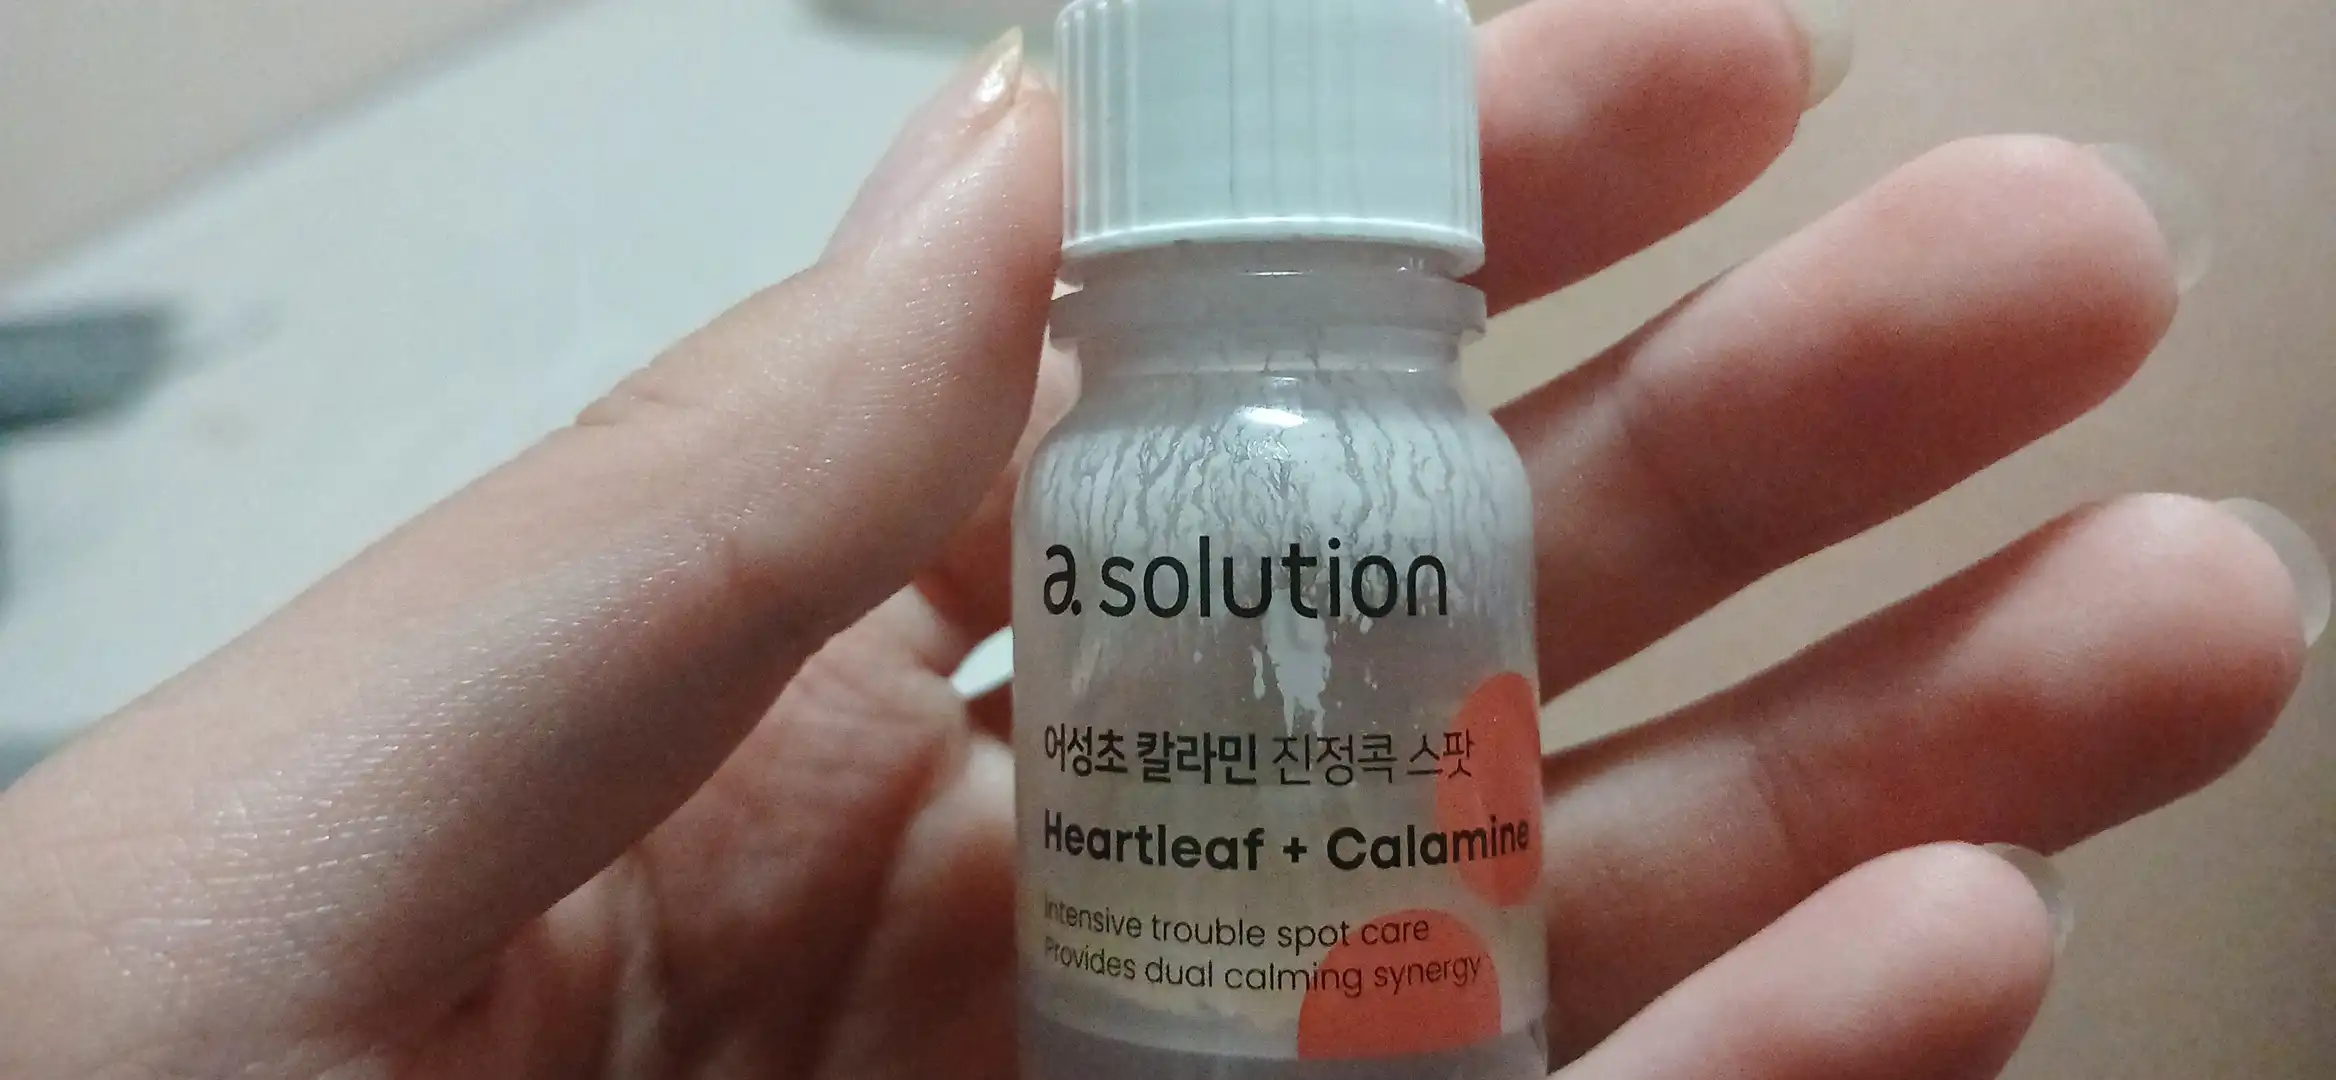 a. solution
어성초 칼라민 진정콕 스팟
Heartleaf + Calamine
Intensive trouble spot care
Provides dual calming synergy